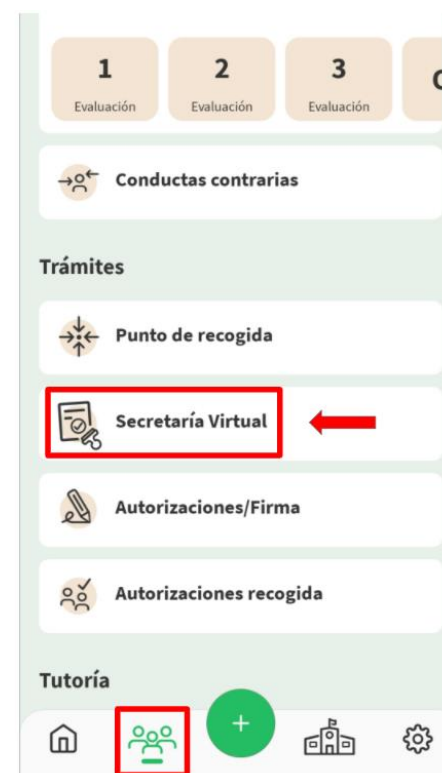 1 2 3
Evaluación Evaluación Evaluación
Conductas contrarias
Trámites
Punto de recogida
Secretaría Virtual
Autorizaciones/Firma
Autorizaciones recogida
Tutoría
+